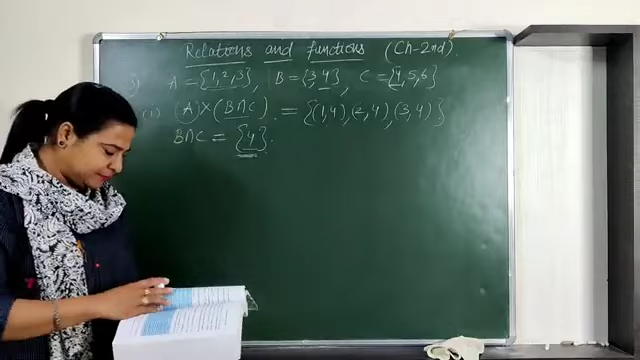 Relations and functions (Ch-2nd).
A = {1,2,3}, B = {3,4}, C = {4,5,6}
(i) (A)×(B∩C). = {(1,4),(2,4),(3,4)}
B∩C = {4}.